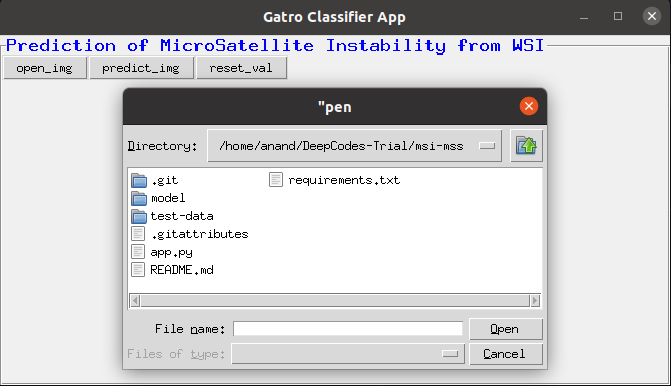 Gatro Classifier App
Prediction of MicroSatellite Instability from WSI
open_img predict_img reset_val
"pen
Directory: /home/anand/DeepCodes-Trial/msi-mss
.git requirements.txt
model
test-data
.gitattributes
app.py
README.md
File name: Open
Files of type: Cancel